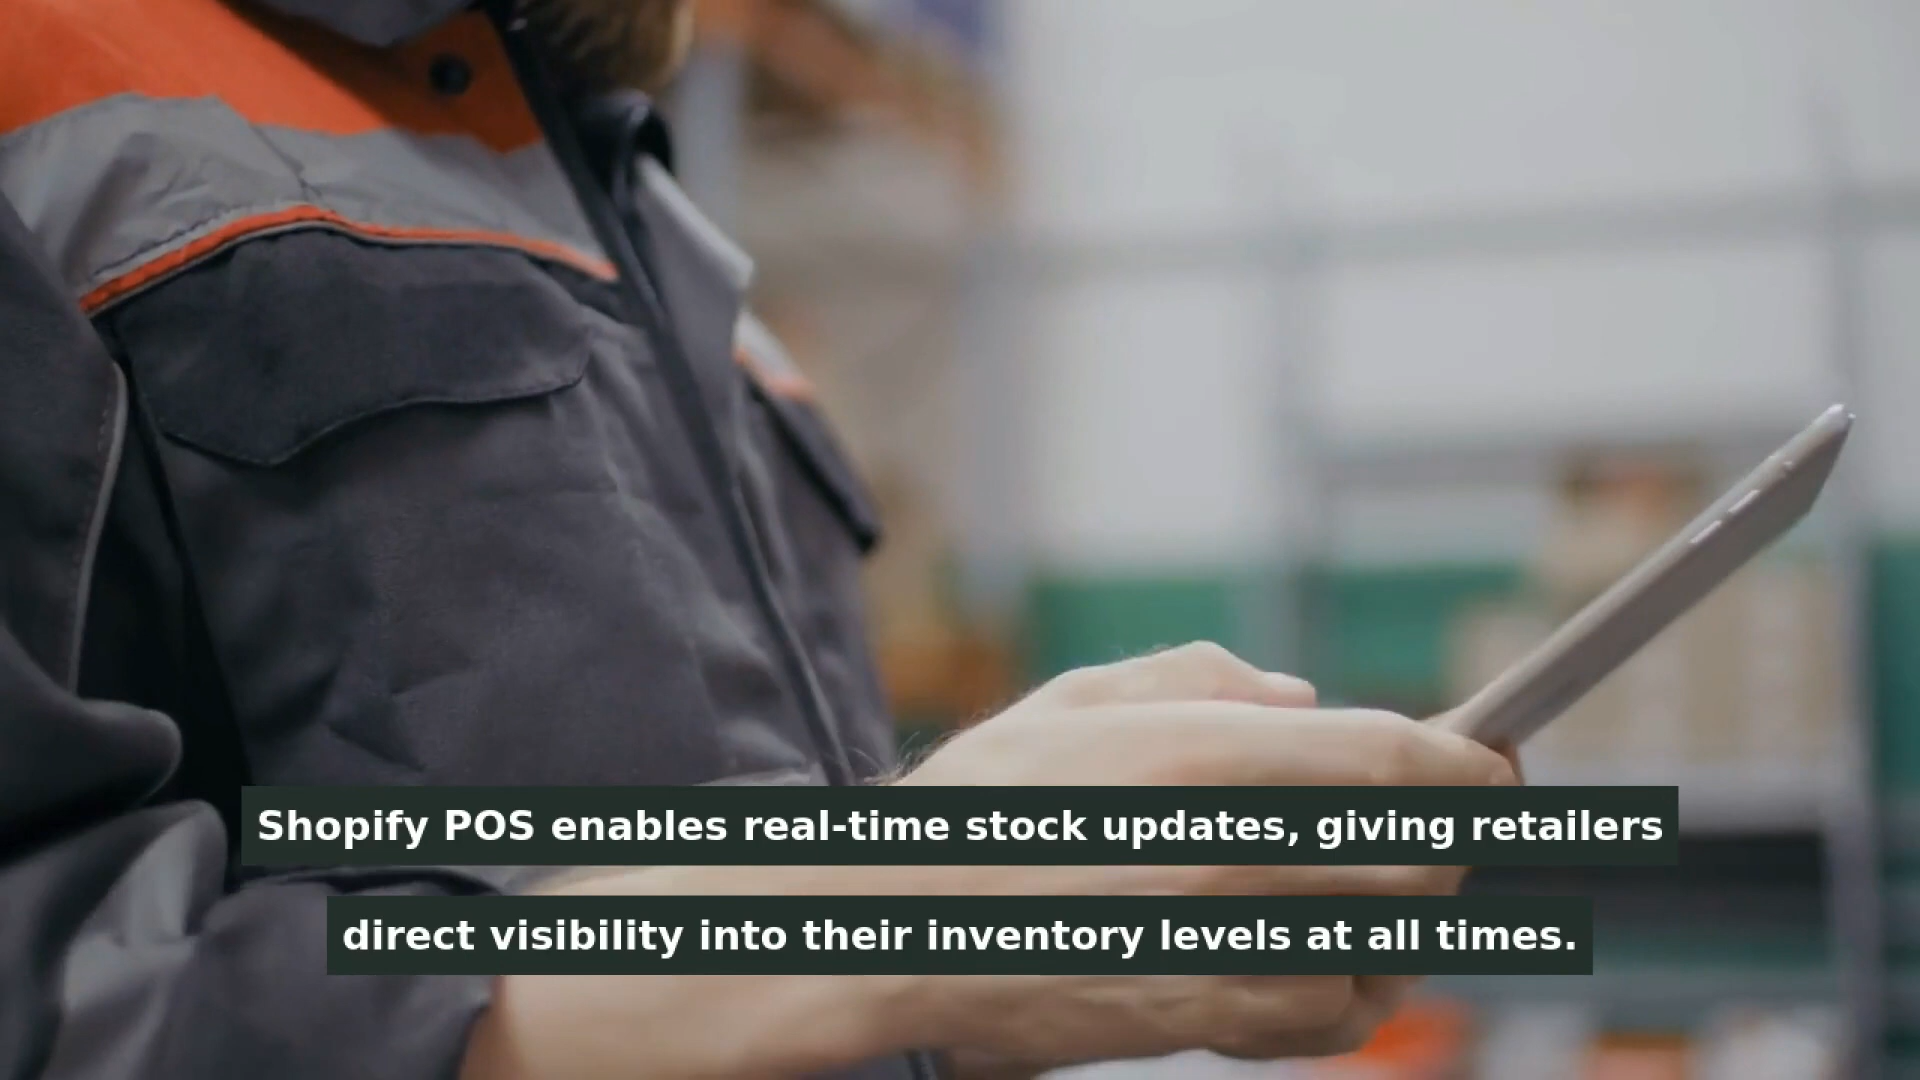 Shopify POS enables real-time stock updates, giving retailers
direct visibility into their inventory levels at all times.